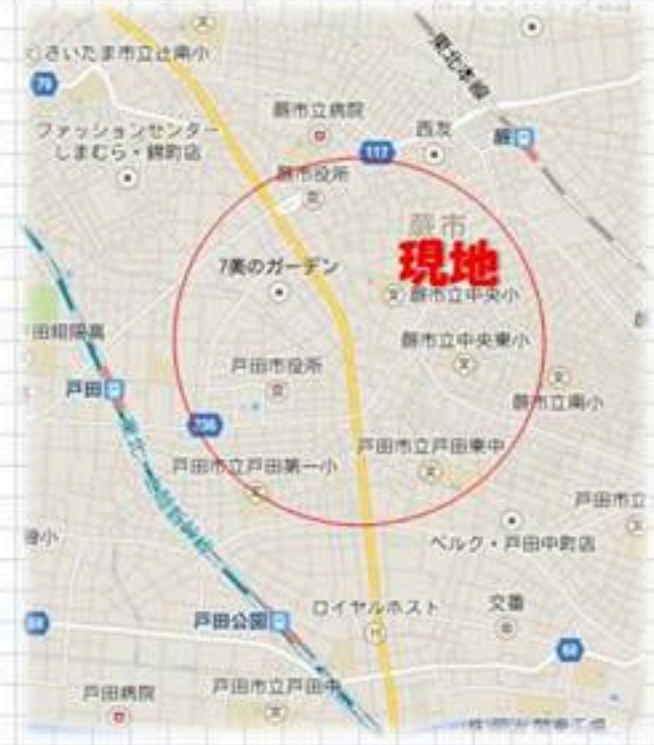 さいたま市立辻南小
東北本線
79
蕨市立病院
西友
蕨
ファッションセンター
しまむら・錦町店
117
蕨市役所
蕨市
現地
7美のガーデン
蕨市立中央小
蕨市立中央東小
戸田市役所
戸田
蕨市立南小
戸田市立戸田東中
戸田市立戸田第一小
戸田市立
ベルク・戸田中町店
ロイヤルホスト
交番
戸田公園
68
68
戸田市立戸田中
戸田病院